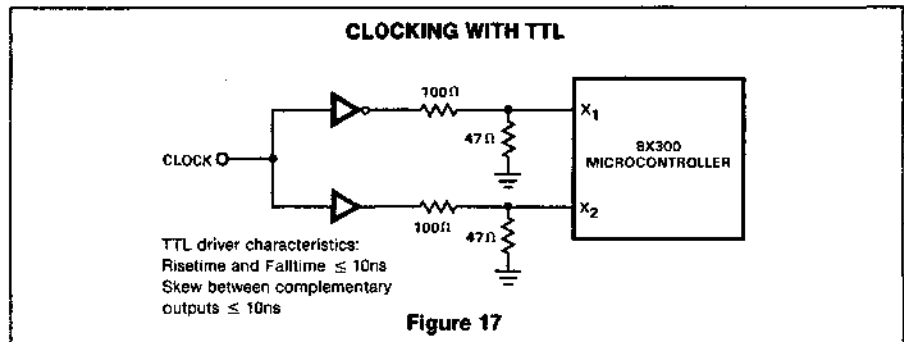 CLOCKING WITH TTL
100Ω
X1
47Ω
8X300
MICROCONTROLLER
CLOCK
X2
100Ω
47Ω
TTL driver characteristics:
Risetime and Falltime ≤ 10ns
Skew between complementary
outputs ≤ 10ns
Figure 17